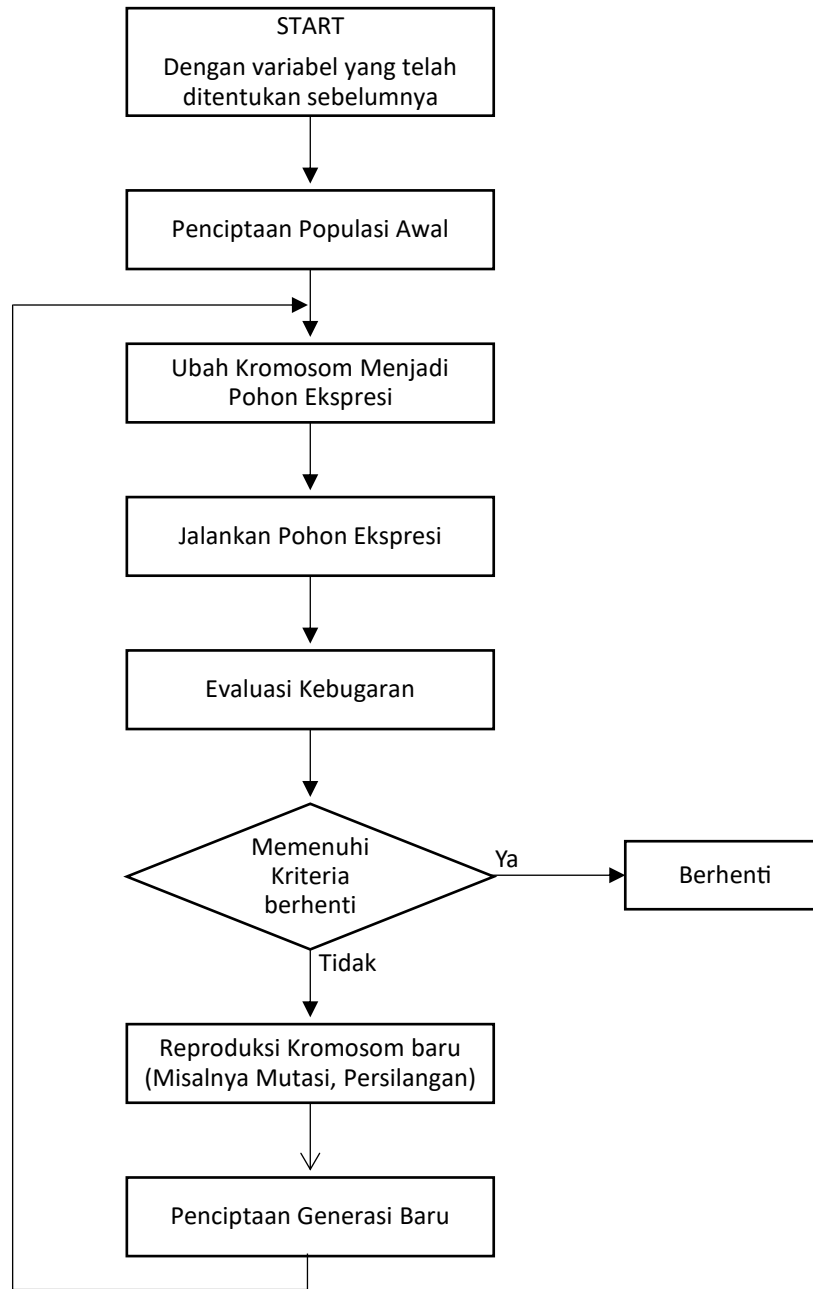 START
Dengan variabel yang telah
ditentukan sebelumnya
Penciptaan Populasi Awal
Ubah Kromosom Menjadi
Pohon Ekspresi
Jalankan Pohon Ekspresi
Evaluasi Kebugaran
Memenuhi
Kriteria
berhenti
Ya
Berhenti
Tidak
Reproduksi Kromosom baru
(Misalnya Mutasi, Persilangan)
Penciptaan Generasi Baru